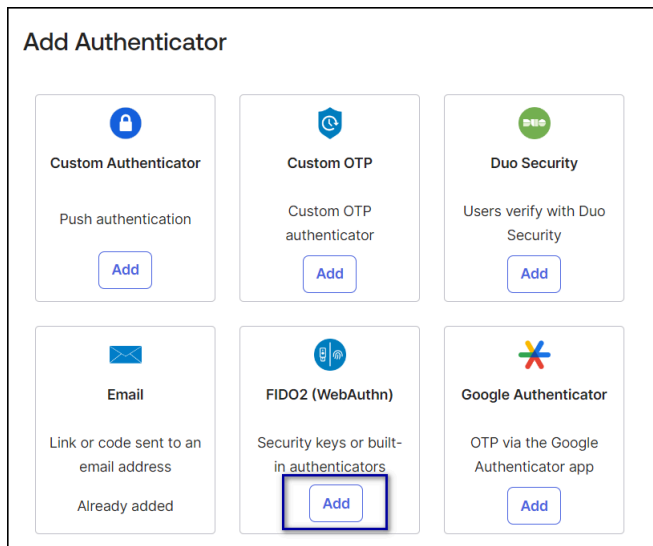 Add Authenticator
Custom Authenticator
Push authentication
Add
Custom OTP
Custom OTP
authenticator
Add
DUO
Duo Security
Users verify with Duo
Security
Add
Email
Link or code sent to an
email address
Already added
FIDO2 (WebAuthn)
Security keys or built-
in authenticators
Add
Google Authenticator
OTP via the Google
Authenticator app
Add